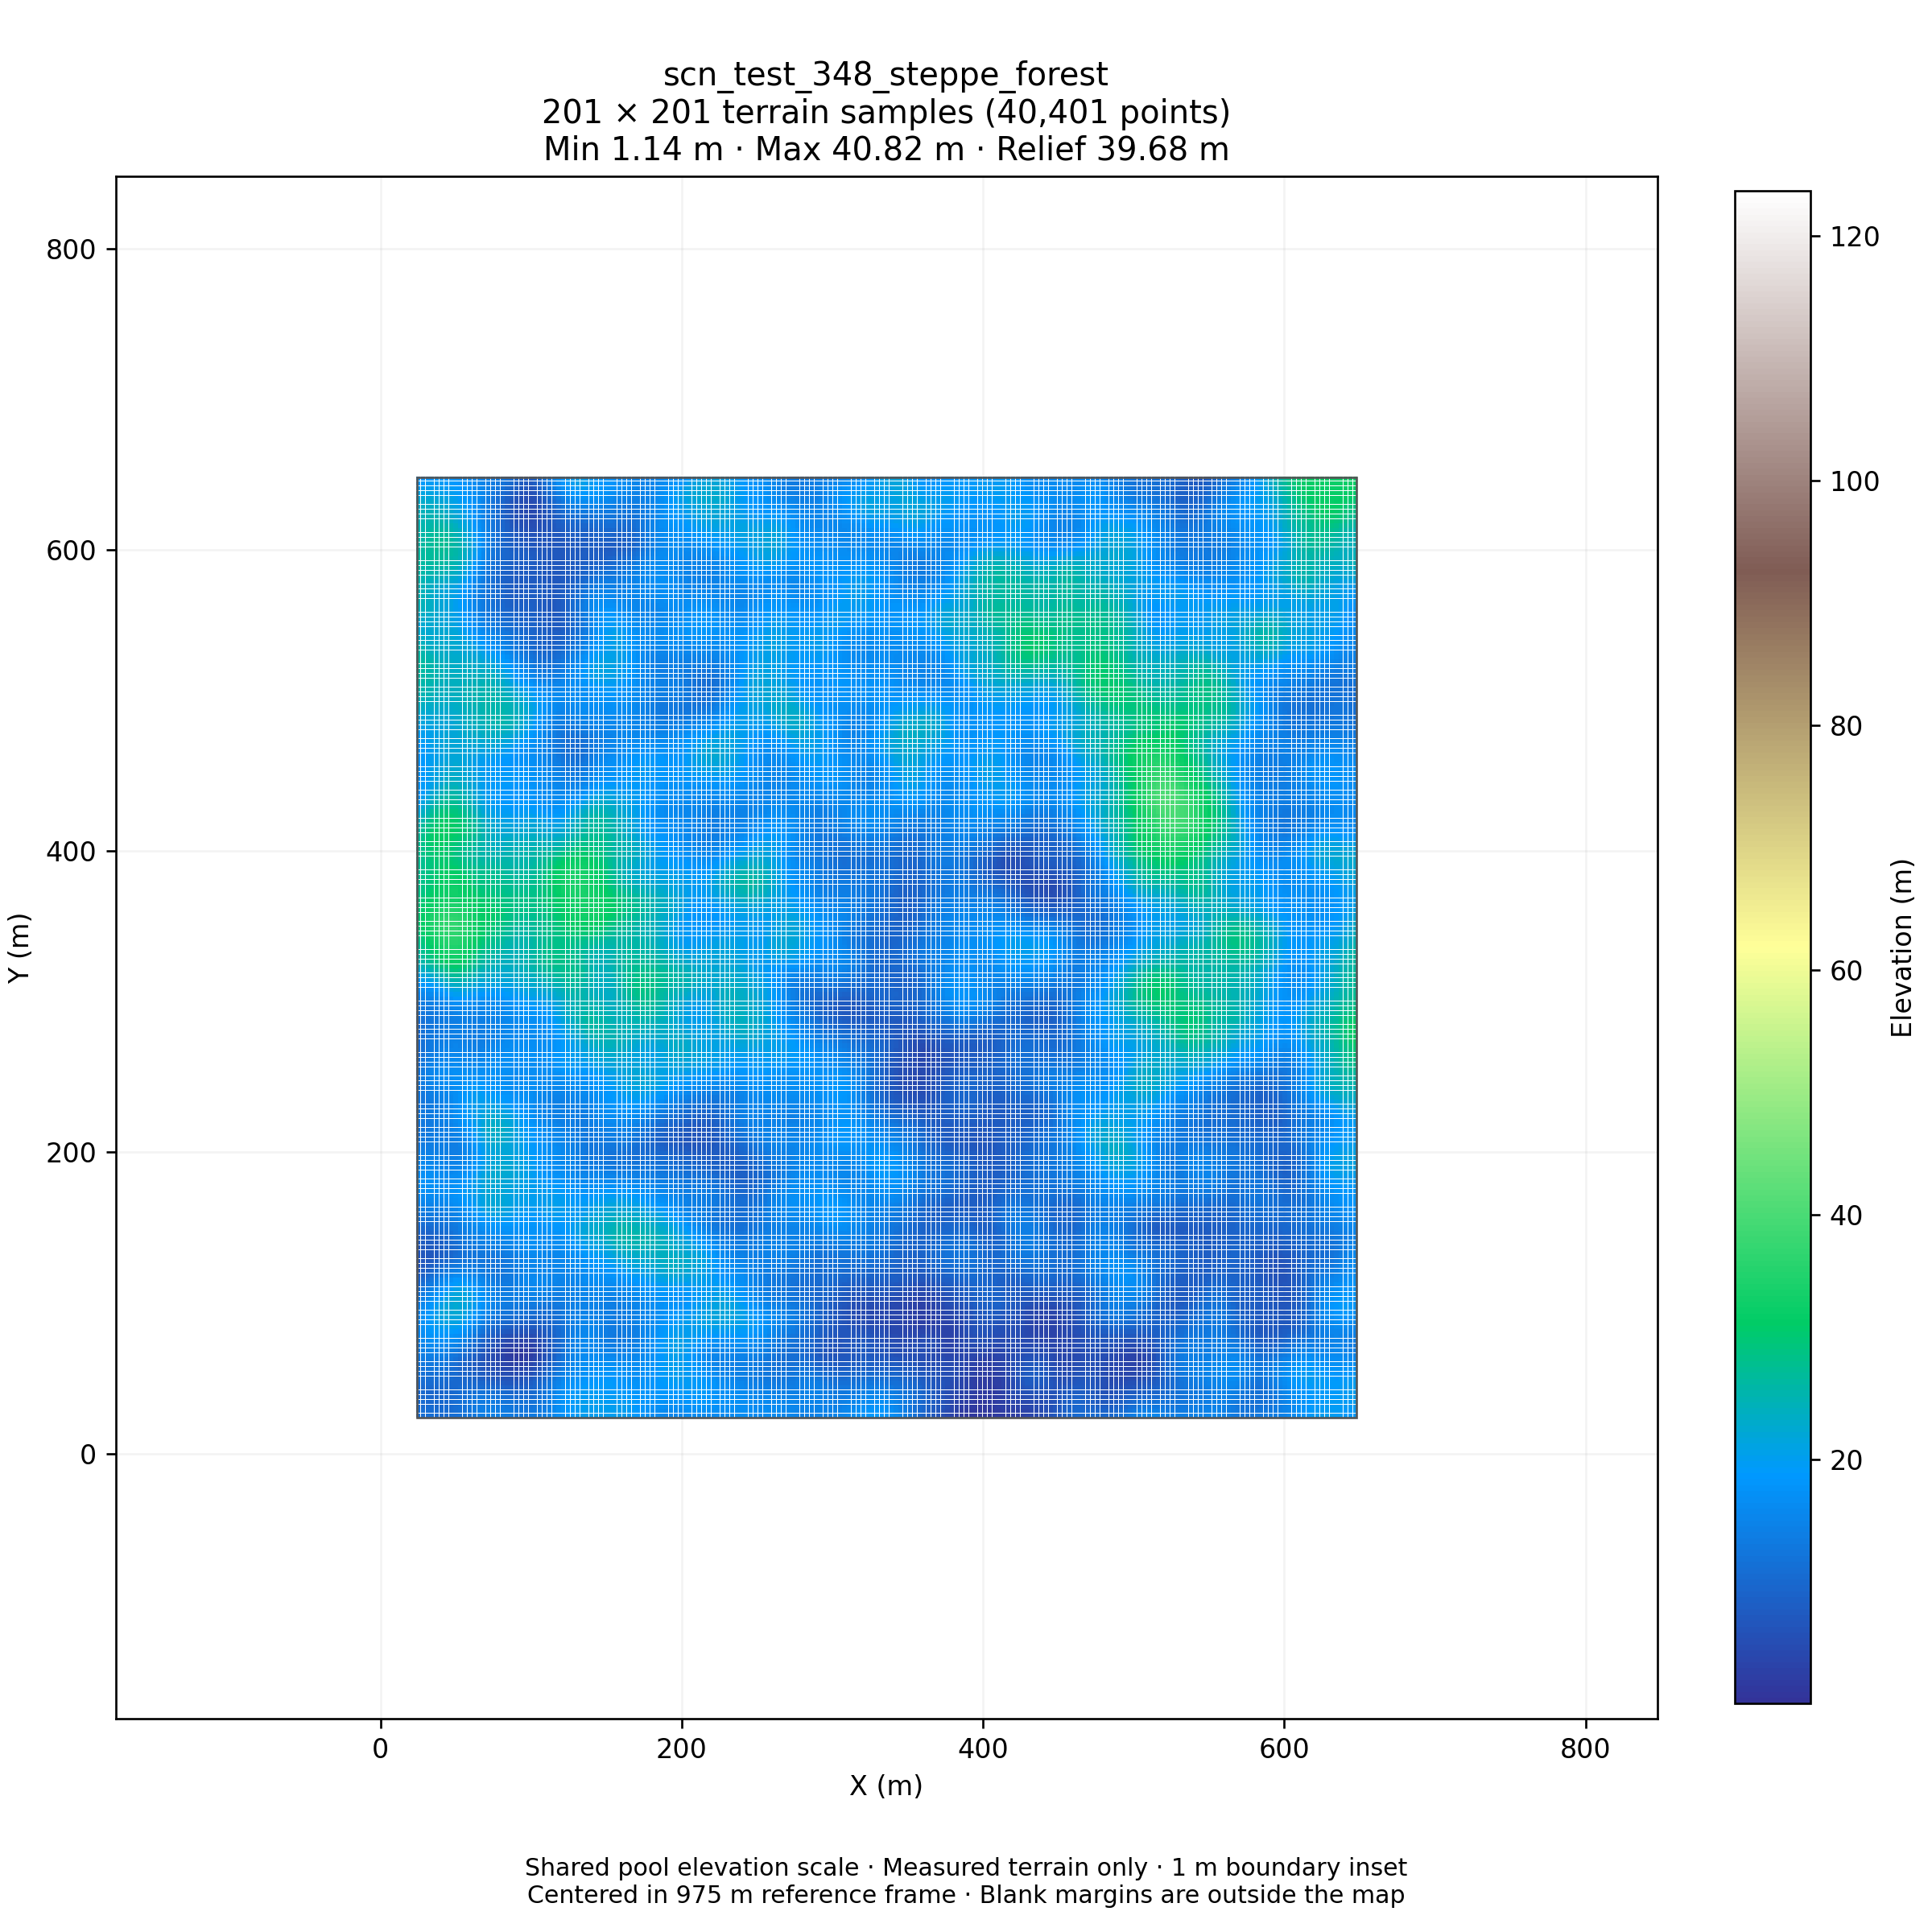 scn_test_348_steppe_forest
201 × 201 terrain samples (40,401 points)
Min 1.14 m · Max 40.82 m · Relief 39.68 m
800
600
400
200
0
Y (m)
0 200 400 600 800
X (m)
120
100
80
60
40
20
Elevation (m)
Shared pool elevation scale · Measured terrain only · 1 m boundary inset
Centered in 975 m reference frame · Blank margins are outside the map